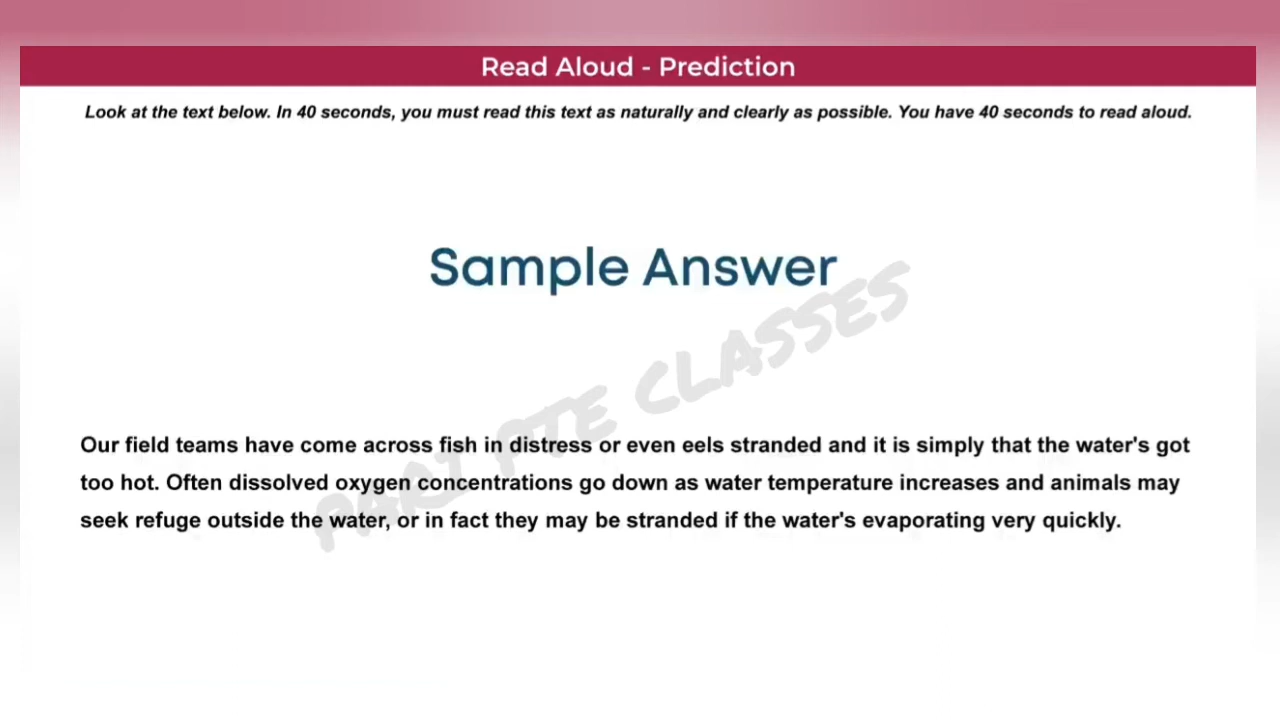 Read Aloud - Prediction
Look at the text below. In 40 seconds, you must read this text as naturally and clearly as possible. You have 40 seconds to read aloud.
Sample Answer
PARI PTE CLASSES
Our field teams have come across fish in distress or even eels stranded and it is simply that the water's got
too hot. Often dissolved oxygen concentrations go down as water temperature increases and animals may
seek refuge outside the water, or in fact they may be stranded if the water's evaporating very quickly.